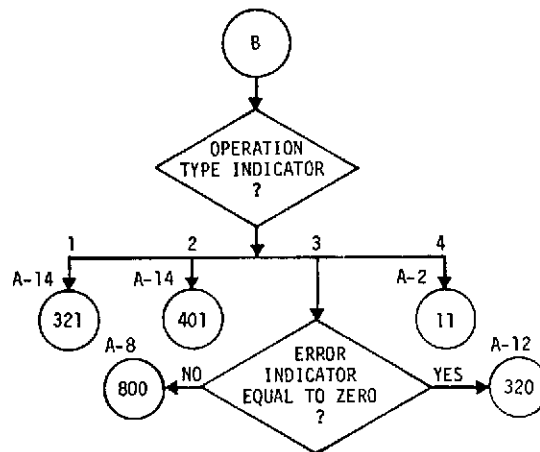 B
OPERATION
TYPE INDICATOR
?
1 2 3 4
A-14 A-14 A-2
321 401 11
A-8 A-12
ERROR
INDICATOR
EQUAL TO ZERO
?
800 NO YES 320